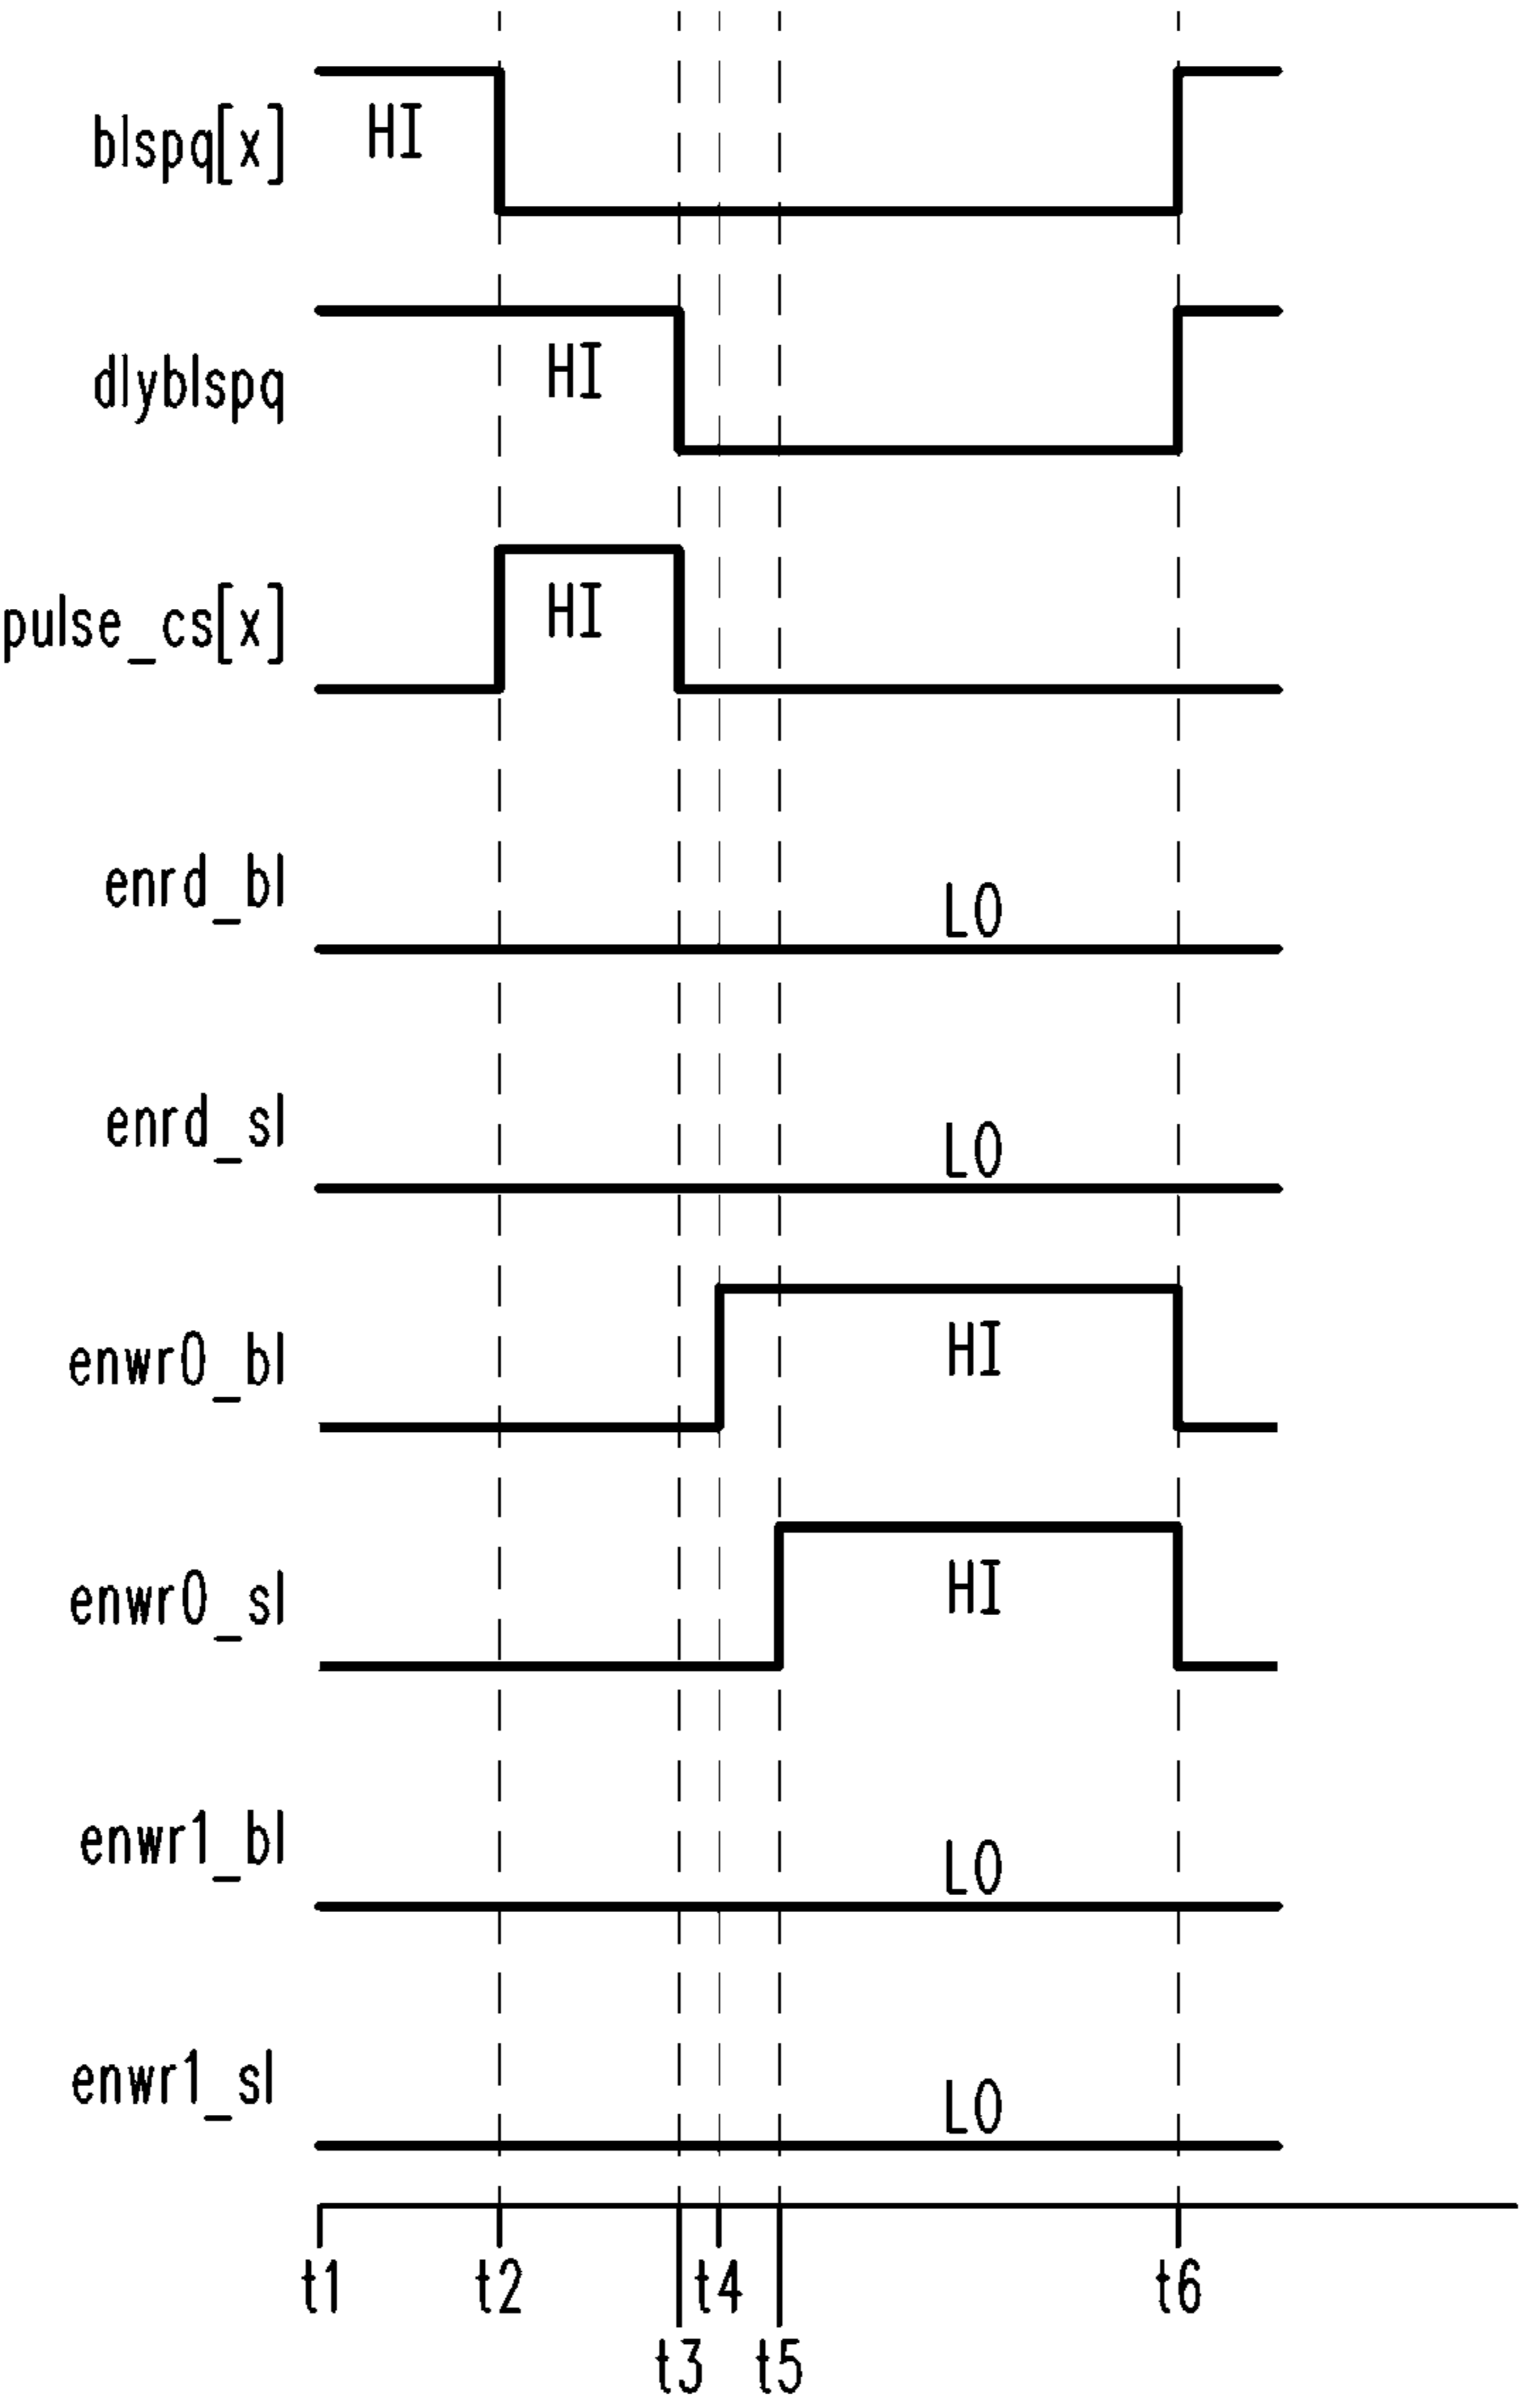 blspq[x] HI
dlyblspq HI
pulse_cs[x] HI
enrd_bl LO
enrd_sl LO
enwr0_bl HI
enwr0_sl HI
enwr1_bl LO
enwr1_sl LO
t1 t2 t4 t6
t3 t5